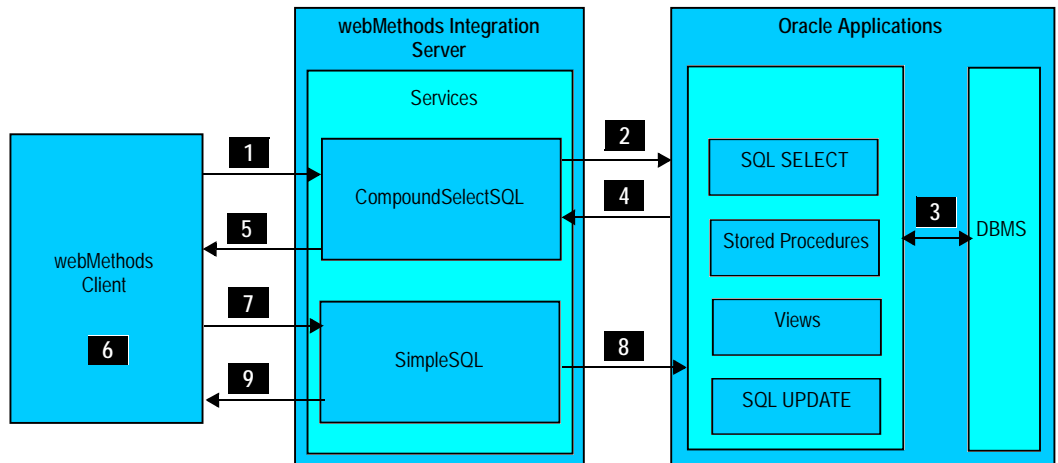 webMethods Integration
Server
Oracle Applications
Services
1
2
SQL SELECT
CompoundSelectSQL
4
5
Stored Procedures
3
DBMS
webMethods
Client
7
Views
6
8
SimpleSQL
9
SQL UPDATE